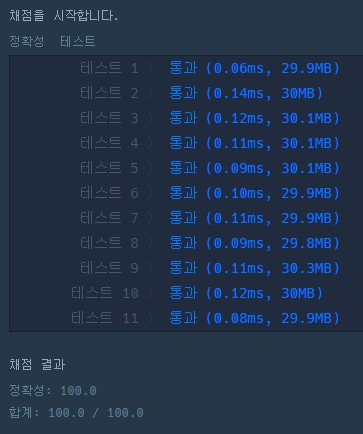 채점을 시작합니다.
정확성 테스트
테스트 1 〉 통과 (0.06ms, 29.9MB)
테스트 2 〉 통과 (0.14ms, 30MB)
테스트 3 〉 통과 (0.12ms, 30.1MB)
테스트 4 〉 통과 (0.11ms, 30.1MB)
테스트 5 〉 통과 (0.09ms, 30.1MB)
테스트 6 〉 통과 (0.10ms, 29.9MB)
테스트 7 〉 통과 (0.11ms, 29.9MB)
테스트 8 〉 통과 (0.09ms, 29.8MB)
테스트 9 〉 통과 (0.11ms, 30.3MB)
테스트 10 〉 통과 (0.12ms, 30MB)
테스트 11 〉 통과 (0.08ms, 29.9MB)
채점 결과
정확성: 100.0
합계: 100.0 / 100.0